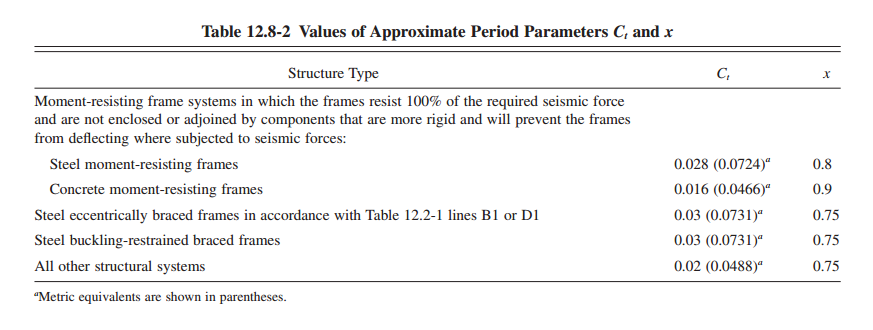 Table 12.8-2 Values of Approximate Period Parameters Ct and x
Structure Type Ct x
Moment-resisting frame systems in which the frames resist 100% of the required seismic force
and are not enclosed or adjoined by components that are more rigid and will prevent the frames
from deflecting where subjected to seismic forces:
Steel moment-resisting frames 0.028 (0.0724)a 0.8
Concrete moment-resisting frames 0.016 (0.0466)a 0.9
Steel eccentrically braced frames in accordance with Table 12.2-1 lines B1 or D1 0.03 (0.0731)a 0.75
Steel buckling-restrained braced frames 0.03 (0.0731)a 0.75
All other structural systems 0.02 (0.0488)a 0.75
aMetric equivalents are shown in parentheses.